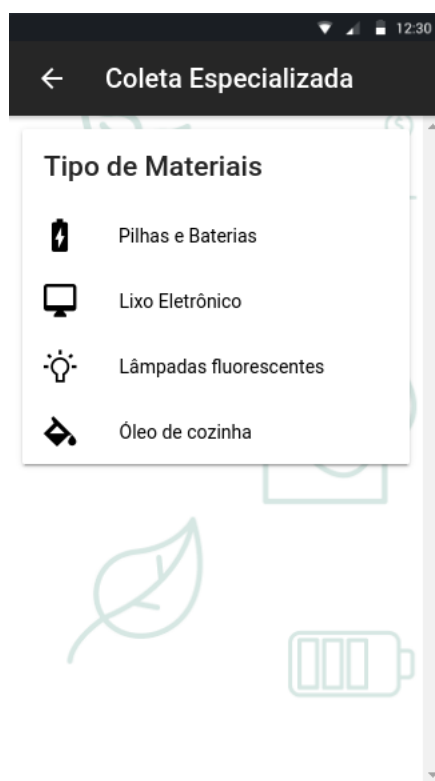 12:30
Coleta Especializada
Tipo de Materiais
Pilhas e Baterias
Lixo Eletrônico
Lâmpadas fluorescentes
Óleo de cozinha